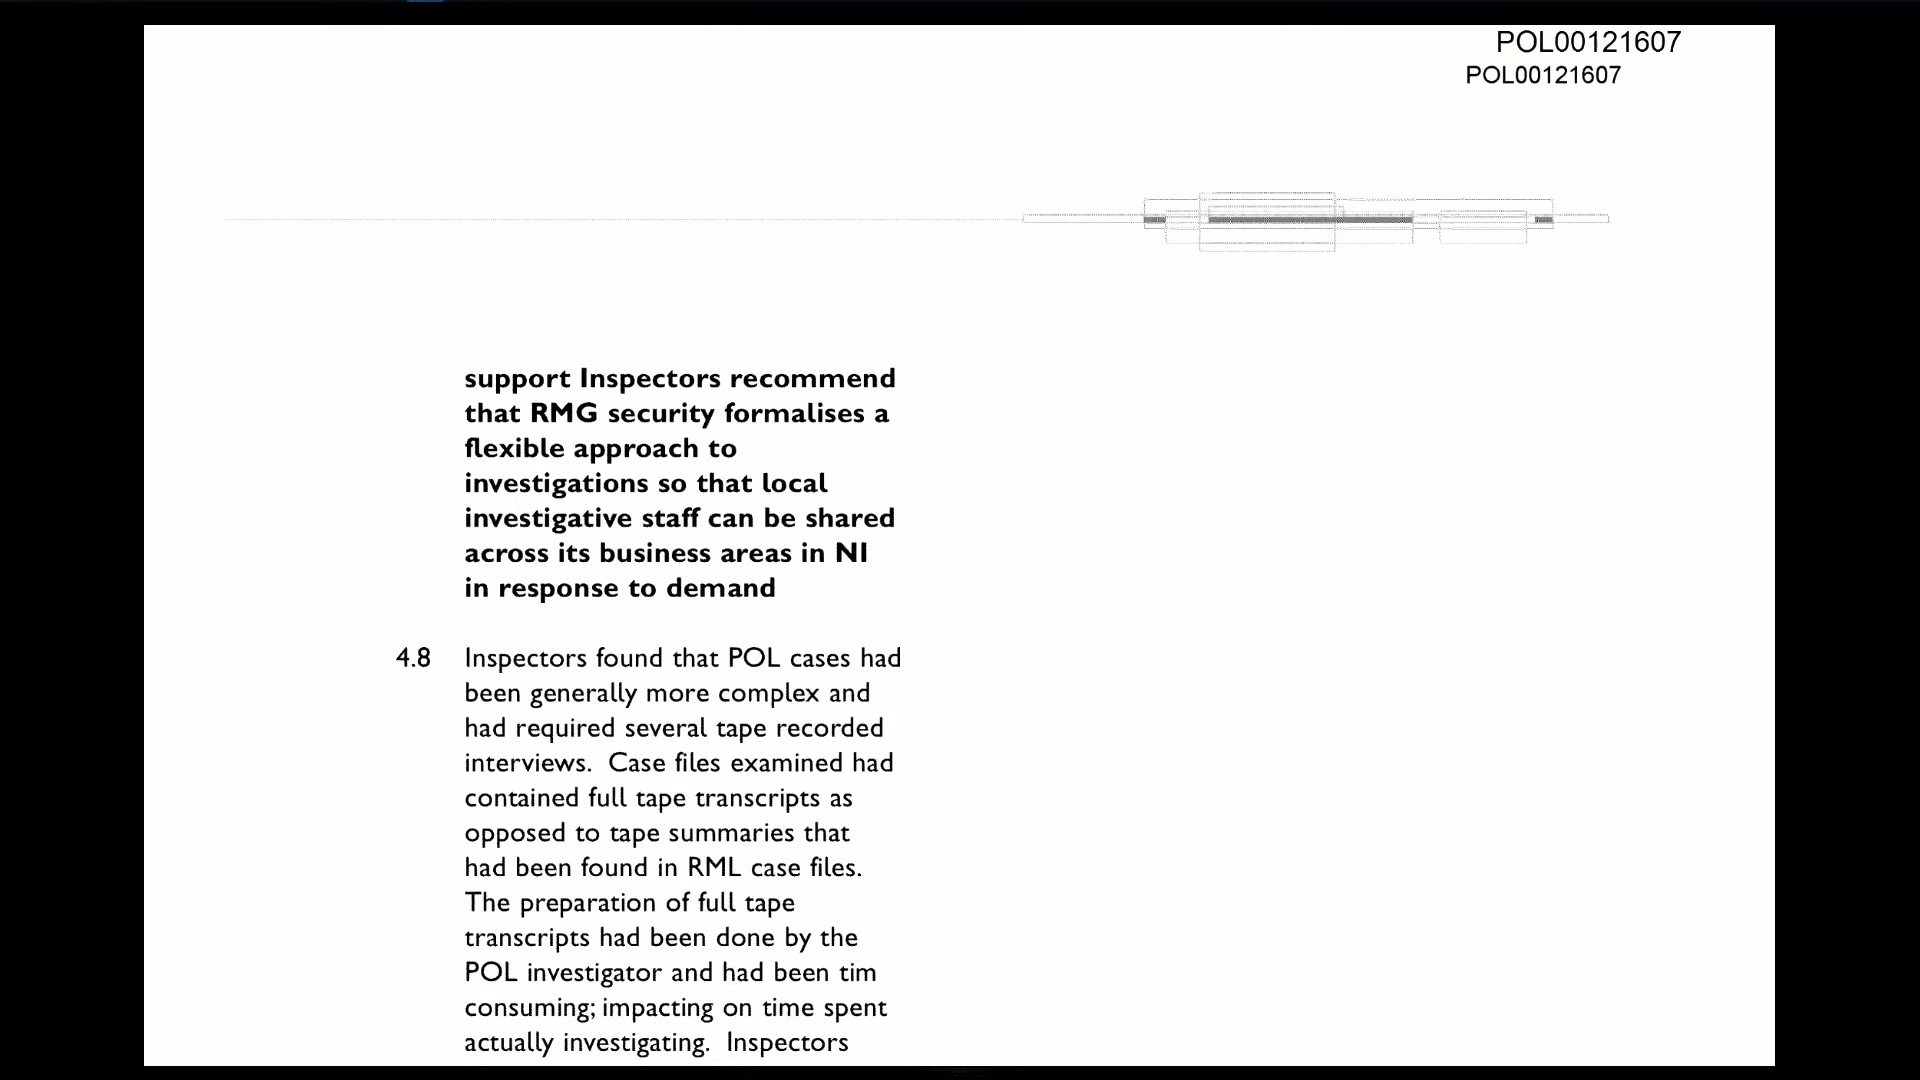 POL00121607
POL00121607
support Inspectors recommend
that RMG security formalises a
flexible approach to
investigations so that local
investigative staff can be shared
across its business areas in NI
in response to demand
4.8 Inspectors found that POL cases had
been generally more complex and
had required several tape recorded
interviews. Case files examined had
contained full tape transcripts as
opposed to tape summaries that
had been found in RML case files.
The preparation of full tape
transcripts had been done by the
POL investigator and had been tim
consuming; impacting on time spent
actually investigating. Inspectors